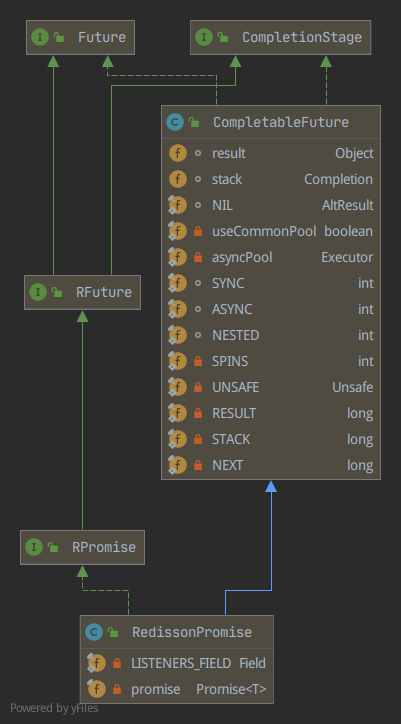 I Future
I CompletionStage
C CompletableFuture
f result Object
f stack Completion
f NIL AltResult
f useCommonPool boolean
f asyncPool Executor
f SYNC int
f ASYNC int
f NESTED int
f SPINS int
f UNSAFE Unsafe
f RESULT long
f STACK long
f NEXT long
I RFuture
I RPromise
C RedissonPromise
f LISTENERS_FIELD Field
f promise Promise<T>
Powered by yFiles